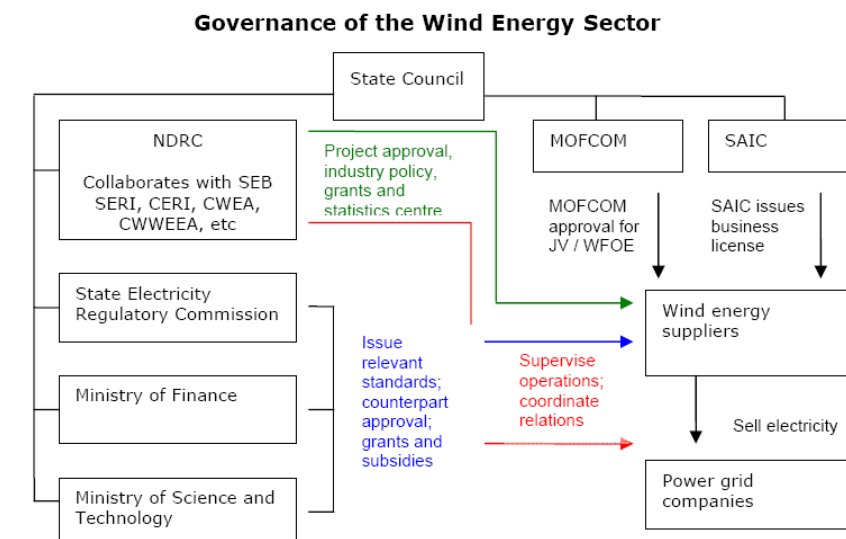 Governance of the Wind Energy Sector
State Council
NDRC
Collaborates with SEB
SERI, CERI, CWEA,
CWWEEA, etc
Project approval,
industry policy,
grants and
statistics centre
MOFCOM
SAIC
MOFCOM
approval for
JV / WFOE
SAIC issues
business
license
State Electricity
Regulatory Commission
Wind energy
suppliers
Issue
relevant
standards;
counterpart
approval;
grants and
subsidies
Supervise
operations;
coordinate
relations
Ministry of Finance
Sell electricity
Ministry of Science and
Technology
Power grid
companies